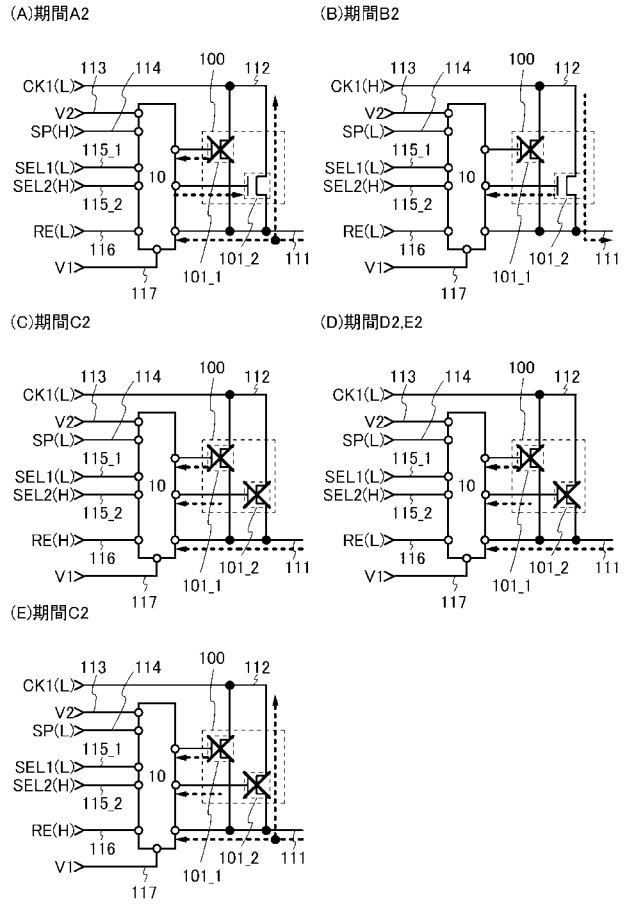 (A)期間A2
113 114 100 112
CK1(L)
V2
SP(H)
115_1
SEL1(L)
SEL2(H)
10
115_2
RE(L)
116
101_2
111
V1
117
101_1
(B)期間B2
113 114 100 112
CK1(H)
V2
SP(L)
115_1
SEL1(L)
SEL2(H)
10
115_2
RE(L)
116
101_2
111
V1
117
101_1
(C)期間C2
113 114 100 112
CK1(L)
V2
SP(L)
115_1
SEL1(L)
SEL2(H)
10
115_2
RE(H)
116
101_2
111
V1
117
101_1
(D)期間D2,E2
113 114 100 112
CK1(L)
V2
SP(L)
115_1
SEL1(L)
SEL2(H)
10
115_2
RE(L)
116
101_2
111
V1
117
101_1
(E)期間C2
113 114 100 112
CK1(L)
V2
SP(L)
115_1
SEL1(L)
SEL2(H)
10
115_2
RE(H)
116
101_2
111
V1
117
101_1